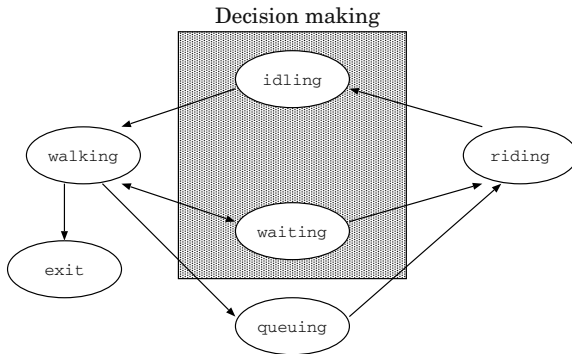 Decision making
idling
walking
riding
waiting
exit
queuing